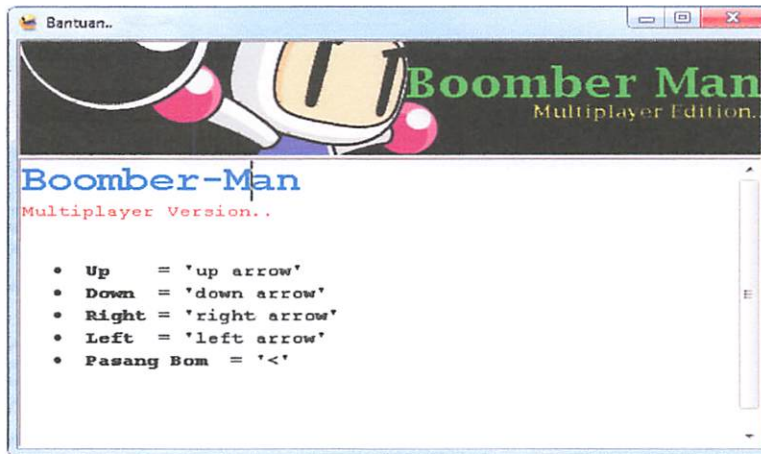 Bantuan..
Boomber Man
Multiplayer Edition..
Boomber-Man
Multiplayer Version..
• Up = 'up arrow'
• Down = 'down arrow'
• Right = 'right arrow'
• Left = 'left arrow'
• Pasang Bom = '<'